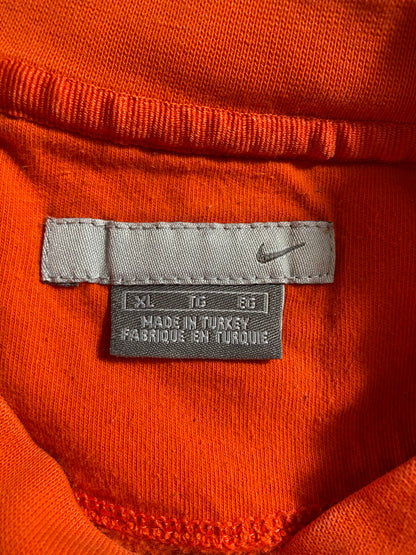 XL TG EG
MADE IN TURKEY
FABRIQUE EN TURQUIE